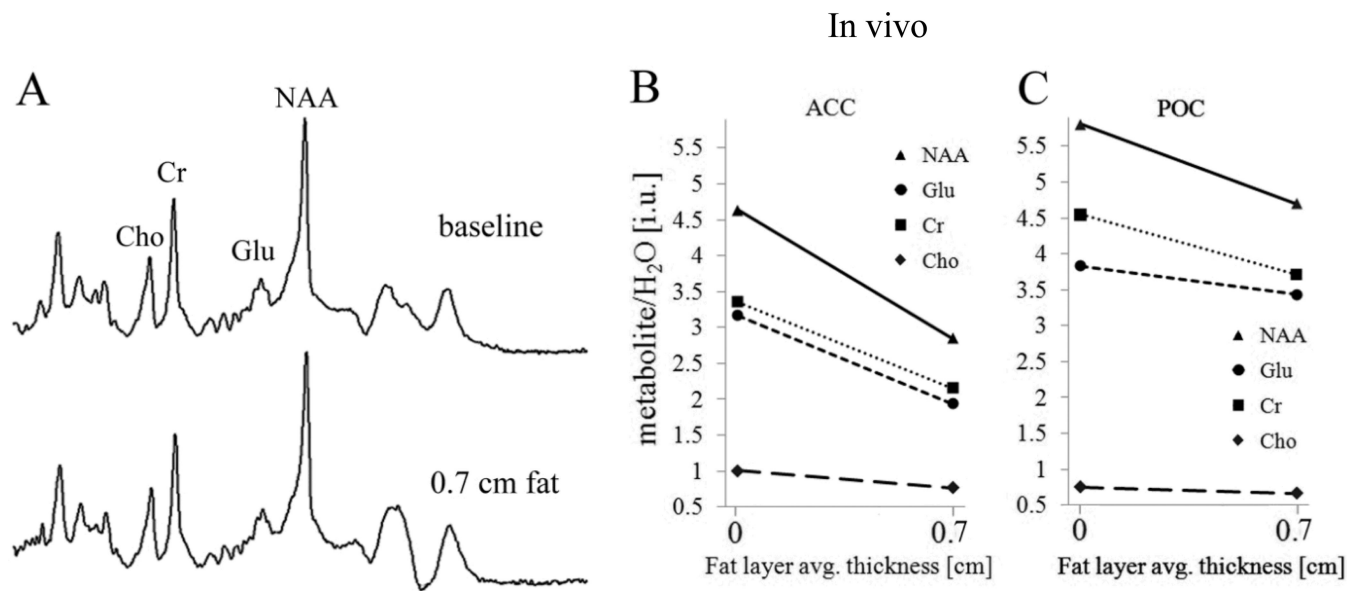 In vivo
A
NAA
Cr
Cho
Glu
baseline
0.7 cm fat
B
ACC
metabolite/H₂O [i.u.]
5.5
5
4.5
4
3.5
3
2.5
2
1.5
1
0.5
NAA
Glu
Cr
Cho
0
0.7
Fat layer avg. thickness [cm]
C
POC
5.5
5
4.5
4
3.5
3
2.5
2
1.5
1
0.5
NAA
Glu
Cr
Cho
0
0.7
Fat layer avg. thickness [cm]